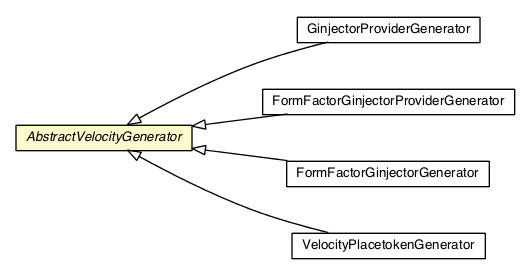 GinjectorProviderGenerator
FormFactorGinjectorProviderGenerator
AbstractVelocityGenerator
FormFactorGinjectorGenerator
VelocityPlacetokenGenerator